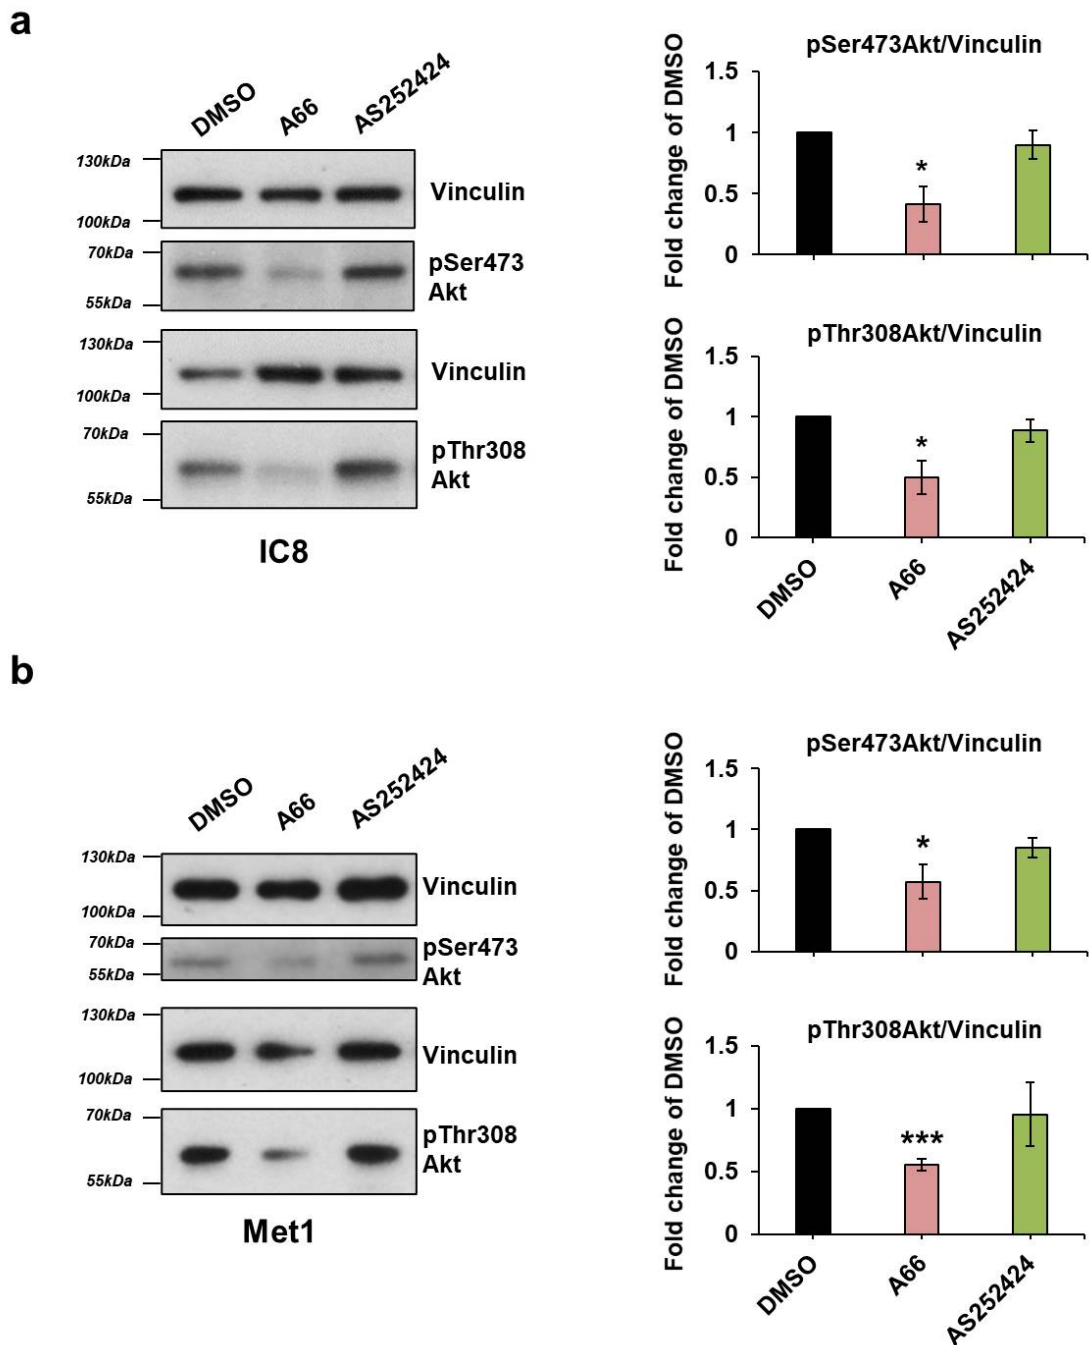 a
DMSO
A66
AS252424
130kDa
Vinculin
100kDa
70kDa
pSer473
Akt
55kDa
130kDa
Vinculin
100kDa
70kDa
pThr308
Akt
55kDa
IC8
pSer473Akt/Vinculin
Fold change of DMSO
1.5
1
0.5
0
*
pThr308Akt/Vinculin
Fold change of DMSO
1.5
1
0.5
0
*
DMSO
A66
AS252424
b
DMSO
A66
AS252424
130kDa
Vinculin
100kDa
70kDa
pSer473
Akt
55kDa
130kDa
Vinculin
100kDa
70kDa
pThr308
Akt
55kDa
Met1
pSer473Akt/Vinculin
Fold change of DMSO
1.5
1
0.5
0
*
pThr308Akt/Vinculin
Fold change of DMSO
1.5
1
0.5
0
***
DMSO
A66
AS252424